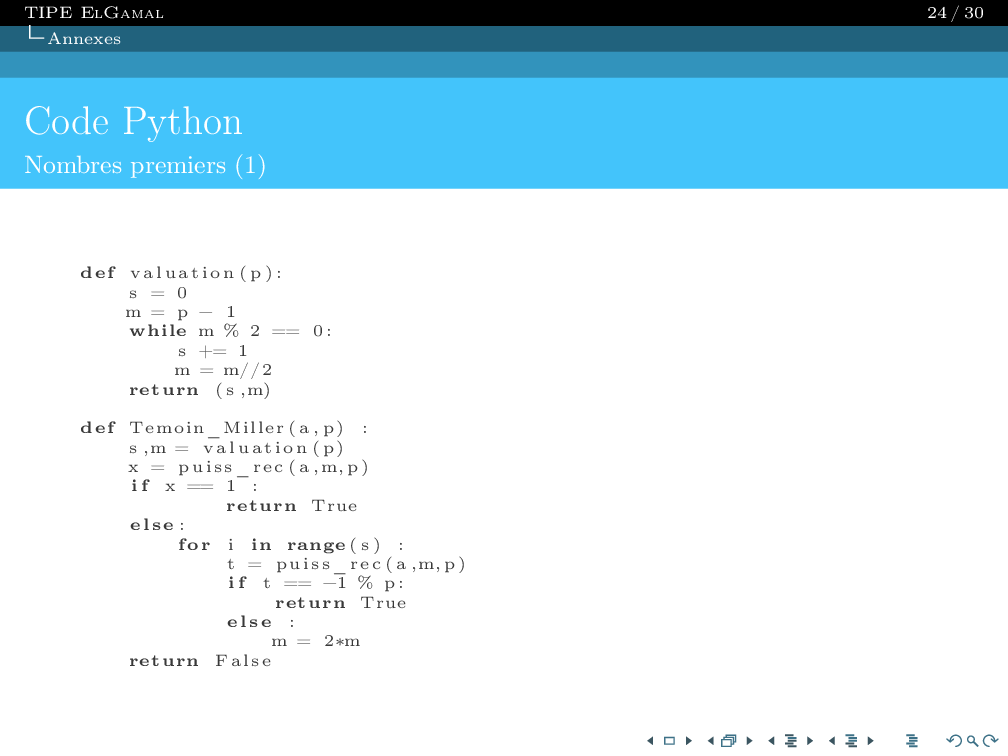 TIPE ElGamal
24 / 30
Annexes
Code Python
Nombres premiers (1)
def valuation(p):
    s = 0
    m = p − 1
    while m % 2 == 0:
        s += 1
        m = m//2
    return (s,m)
def Temoin_Miller(a,p) :
    s,m = valuation(p)
    x = puiss_rec(a,m,p)
    if x == 1 :
            return True
    else:
        for i in range(s) :
            t = puiss_rec(a,m,p)
            if t == −1 % p:
                return True
            else :
                m = 2*m
    return False